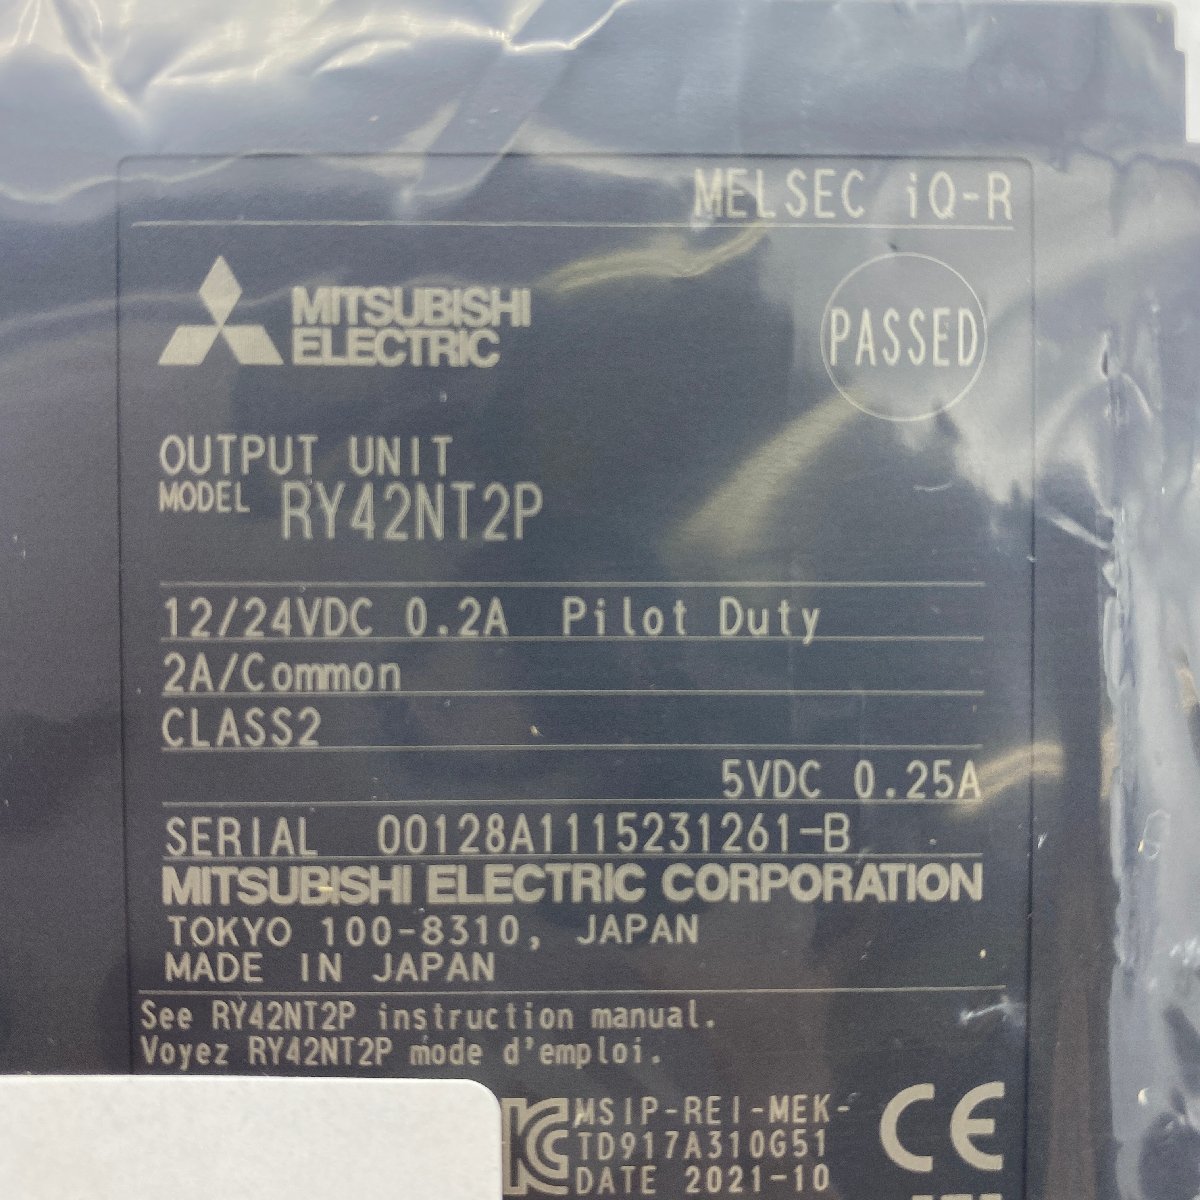 MELSEC iQ-R
MITSUBISHI
ELECTRIC
PASSED
OUTPUT UNIT
MODEL RY42NT2P
12/24VDC 0.2A Pilot Duty
2A/Common
CLASS2
5VDC 0.25A
SERIAL 00128A1115231261-B
MITSUBISHI ELECTRIC CORPORATION
TOKYO 100-8310, JAPAN
MADE IN JAPAN
See RY42NT2P instruction manual.
Voyez RY42NT2P mode d'emploi.
KC MSIP-REI-MEK-
TD917A310G51
DATE 2021-10
CE